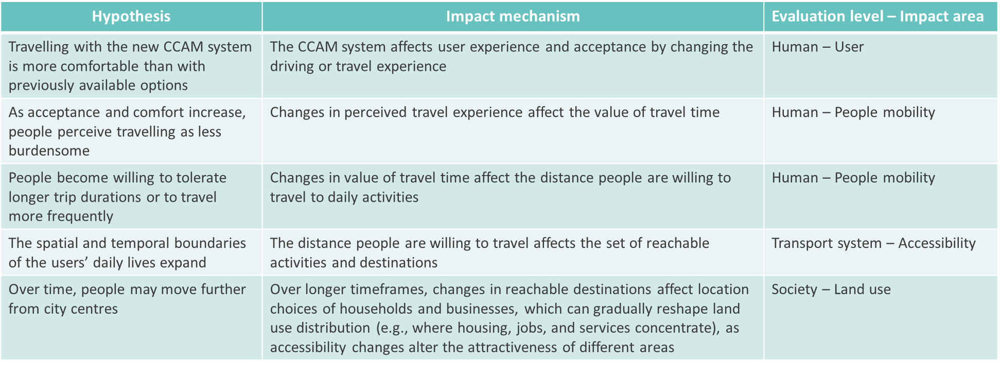 Hypothesis
Impact mechanism
Evaluation level – Impact area
Travelling with the new CCAM system
is more comfortable than with
previously available options
The CCAM system affects user experience and acceptance by changing the
driving or travel experience
Human – User
As acceptance and comfort increase,
people perceive travelling as less
burdensome
Changes in perceived travel experience affect the value of travel time
Human – People mobility
People become willing to tolerate
longer trip durations or to travel
more frequently
Changes in value of travel time affect the distance people are willing to
travel to daily activities
Human – People mobility
The spatial and temporal boundaries
of the users’ daily lives expand
The distance people are willing to travel affects the set of reachable
activities and destinations
Transport system – Accessibility
Over time, people may move further
from city centres
Over longer timeframes, changes in reachable destinations affect location
choices of households and businesses, which can gradually reshape land
use distribution (e.g., where housing, jobs, and services concentrate), as
accessibility changes alter the attractiveness of different areas
Society – Land use